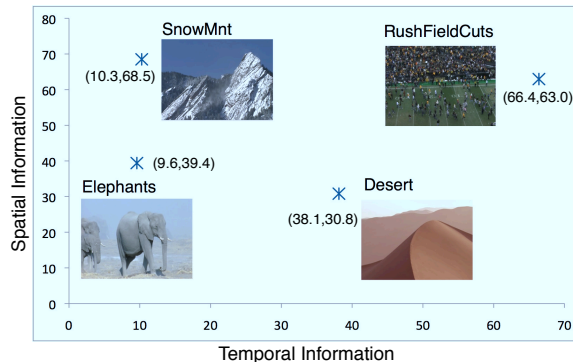 80
70
60
50
40
30
20
10
0
Spatial Information
SnowMnt
(10.3,68.5)
RushFieldCuts
(66.4,63.0)
(9.6,39.4)
Elephants
Desert
(38.1,30.8)
0 10 20 30 40 50 60 70
Temporal Information